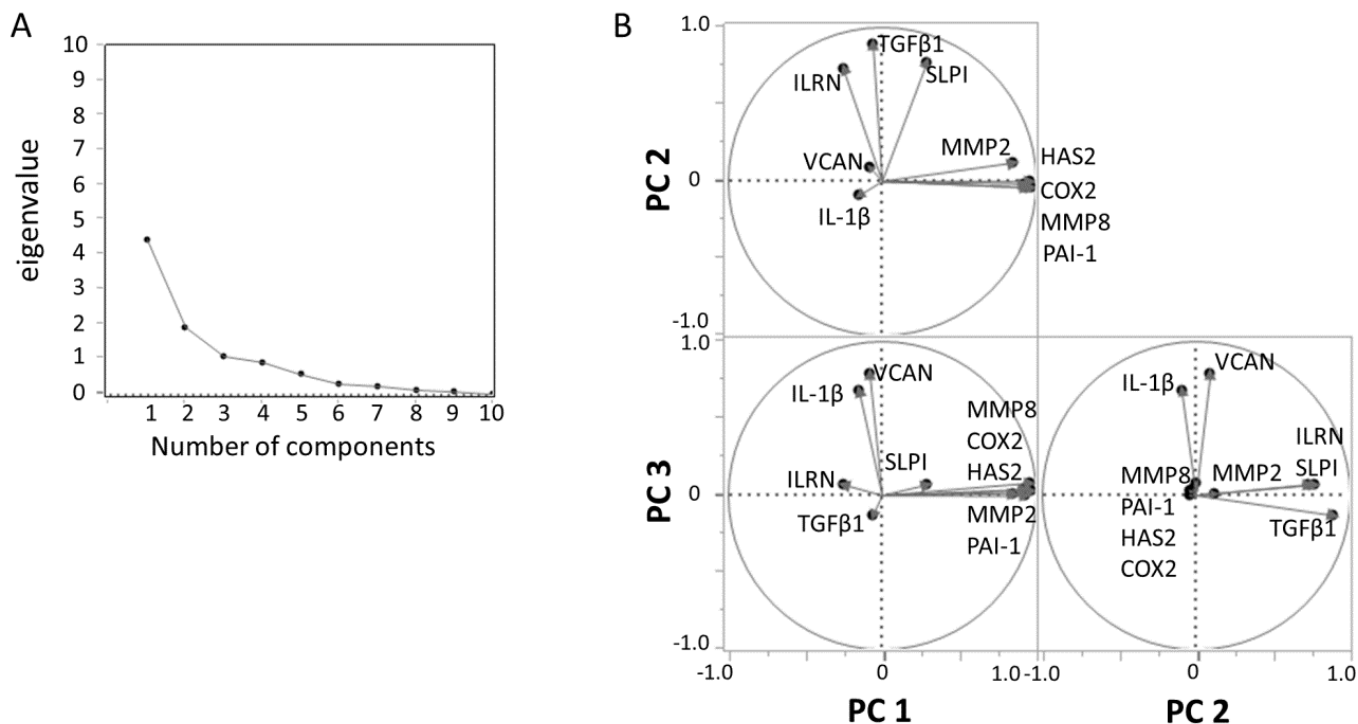 A
10
9
8
7
6
5
4
3
2
1
0
eigenvalue
1 2 3 4 5 6 7 8 9 10
Number of components
B
1.0
TGFβ1
ILRN
SLPI
MMP2
HAS2
VCAN
PC 2
0
COX2
IL-1β
MMP8
PAI-1
-1.0
1.0
VCAN
IL-1β
MMP8
COX2
SLPI
HAS2
ILRN
PC 3
0
TGFβ1
MMP2
PAI-1
-1.0
VCAN
IL-1β
ILRN
SLPI
MMP8
MMP2
PAI-1
TGFβ1
HAS2
COX2
-1.0 0 1.0 -1.0 0 1.0
PC 1 PC 2